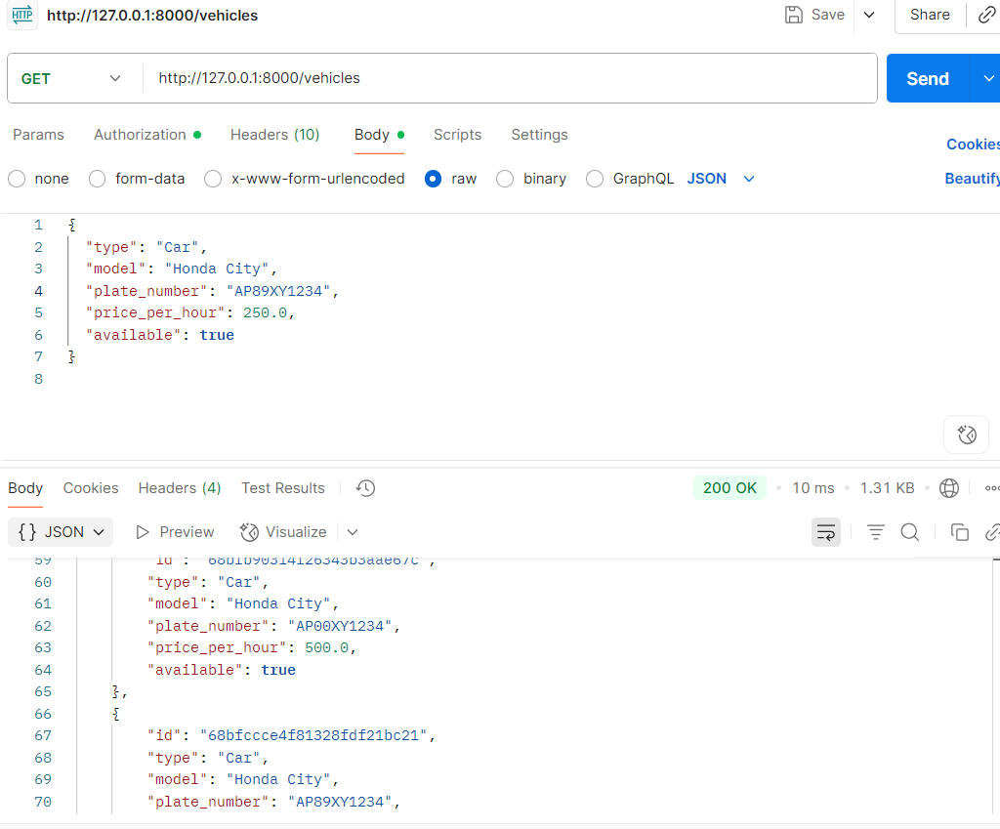 HTTP http://127.0.0.1:8000/vehicles Save Share
GET http://127.0.0.1:8000/vehicles Send
Params Authorization Headers (10) Body Scripts Settings Cookies
none form-data x-www-form-urlencoded raw binary GraphQL JSON Beautify
1 {
2 "type": "Car",
3 "model": "Honda City",
4 "plate_number": "AP89XY1234",
5 "price_per_hour": 250.0,
6 "available": true
7 }
8
Body Cookies Headers (4) Test Results 200 OK • 10 ms • 1.31 KB •
{} JSON Preview Visualize
59 "id":
60 "type": "Car",
61 "model": "Honda City",
62 "plate_number": "AP00XY1234",
63 "price_per_hour": 500.0,
64 "available": true
65 },
66 {
67 "id": "68bfccce4f81328fdf21bc21",
68 "type": "Car",
69 "model": "Honda City",
70 "plate_number": "AP89XY1234",